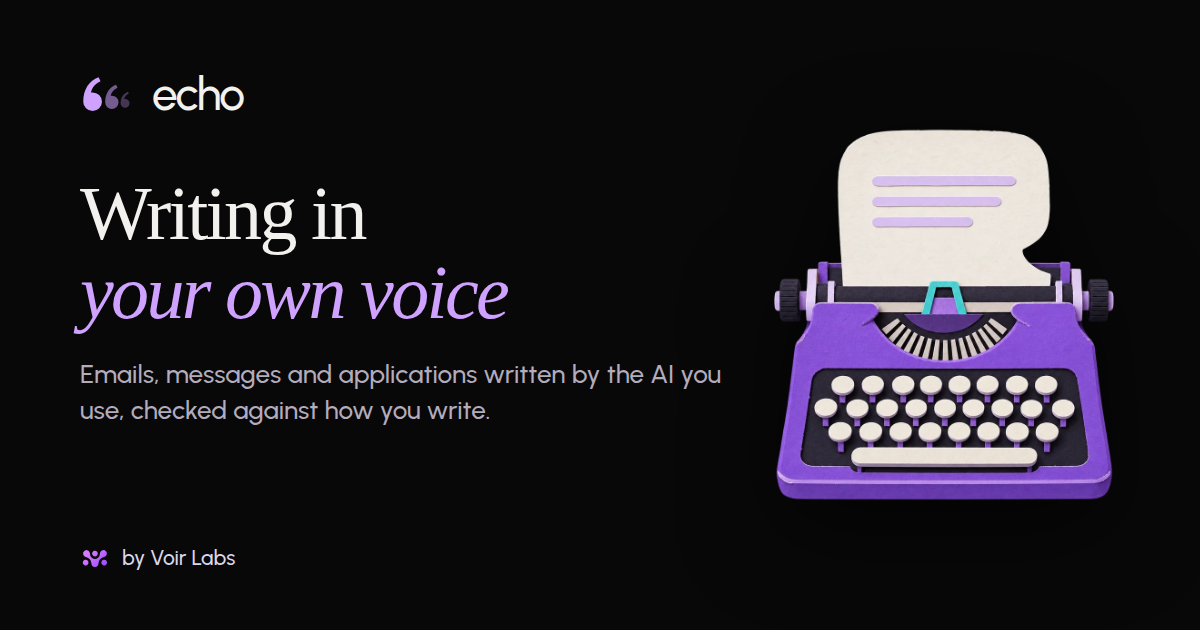 echo
Writing in
your own voice
Emails, messages and applications written by the AI you
use, checked against how you write.
by Voir Labs